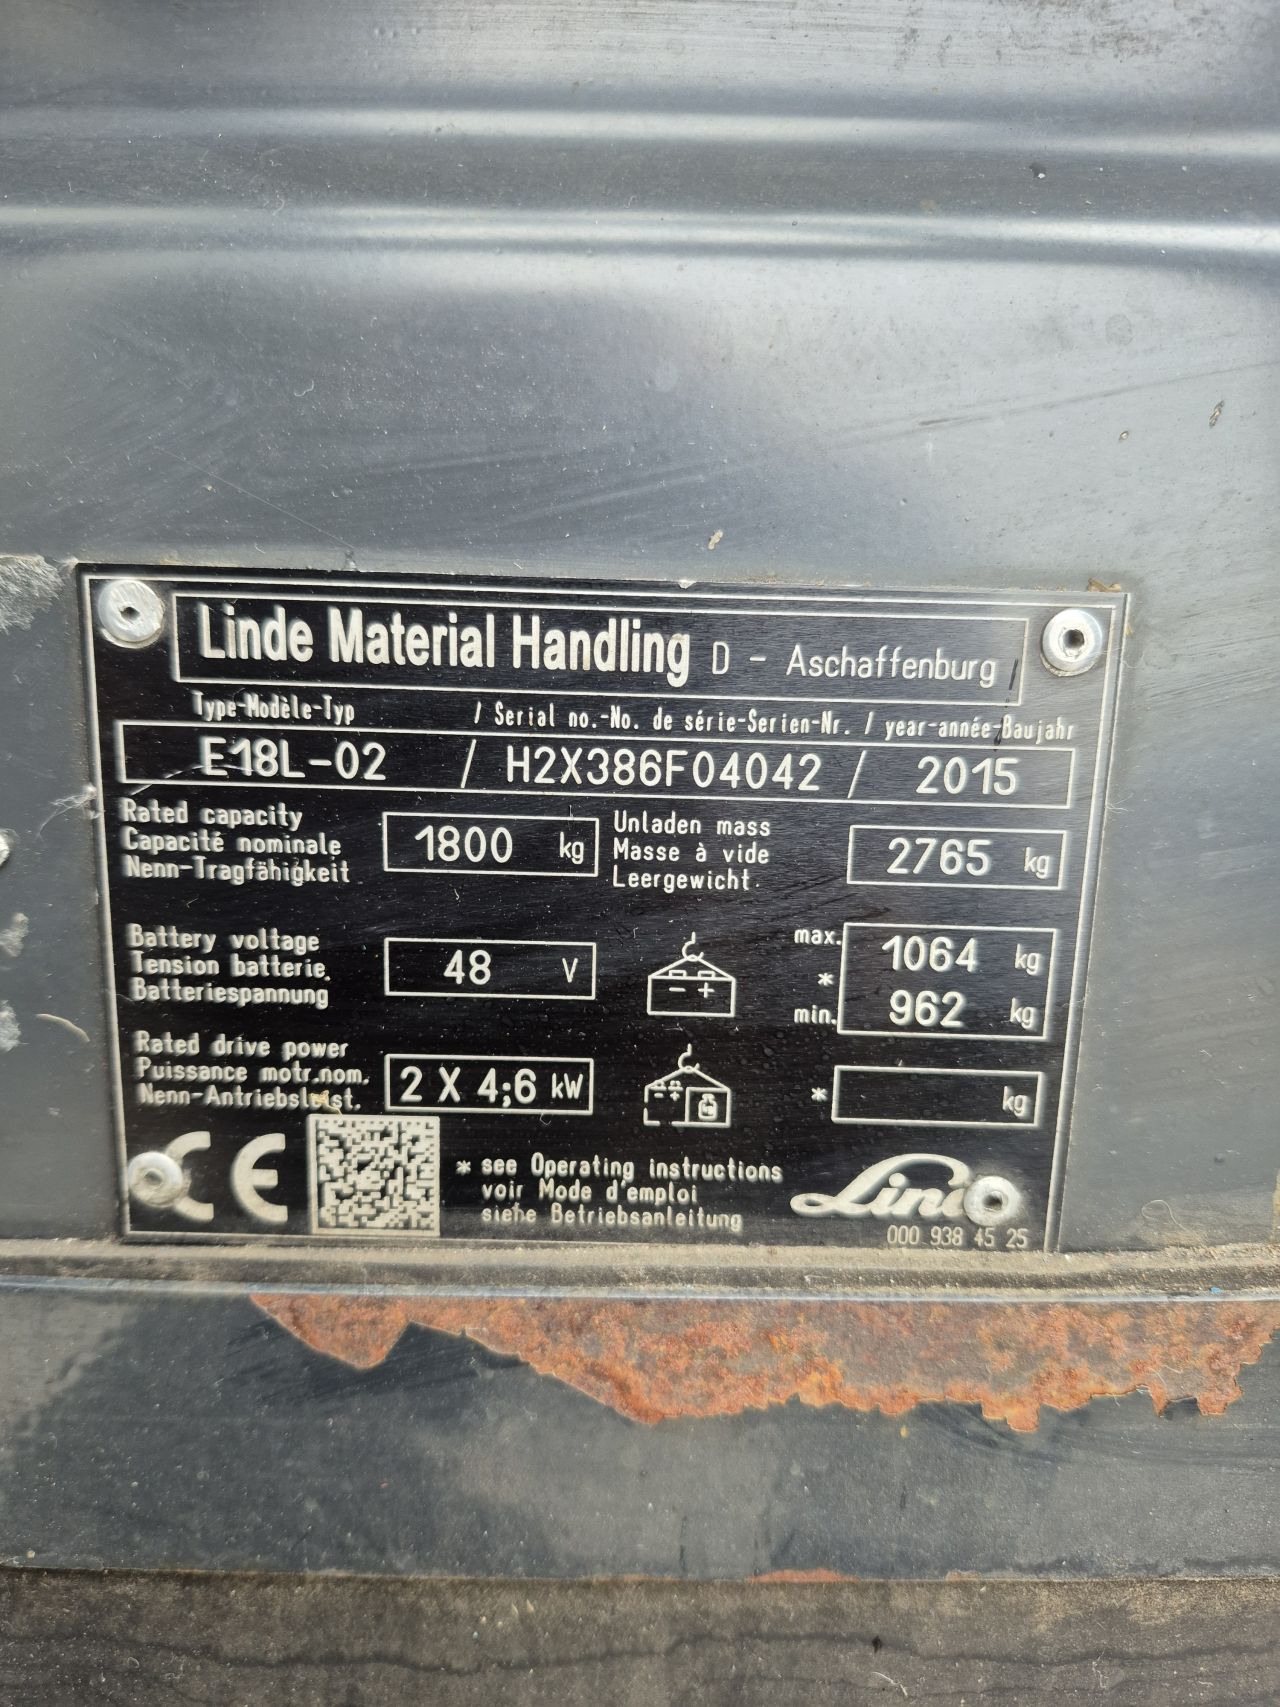 Linde Material Handling D - Aschaffenburg
Type-Modèle-Typ / Serial no.-No. de série-Serien-Nr. / year-année-Baujahr
E18L-02 / H2X386F04042 / 2015
Rated capacity
Capacité nominale
Nenn-Tragfähigkeit
1800 kg
Unladen mass
Masse à vide
Leergewicht
2765 kg
Battery voltage
Tension batterie
Batteriespannung
48 V
- +
max. 1064 kg
*
min. 962 kg
Rated drive power
Puissance motr.nom.
Nenn-Antriebsleist.
2 X 4;6 kW
* kg
CE
* see Operating instructions
voir Mode d'emploi
siehe Betriebsanleitung
Linde
000 938 45 25